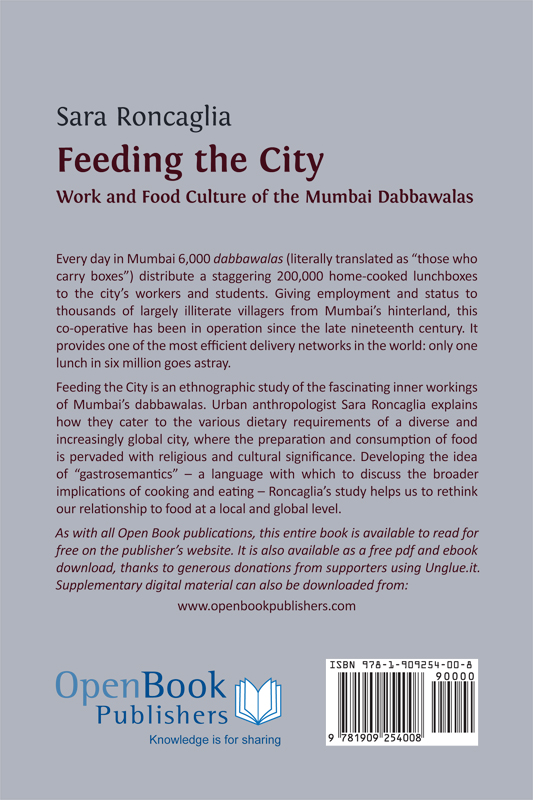 Sara Roncaglia
Feeding the City
Work and Food Culture of the Mumbai Dabbawalas
Every day in Mumbai 6,000 dabbawalas (literally translated as “those who
carry boxes”) distribute a staggering 200,000 home-cooked lunchboxes
to the city’s workers and students. Giving employment and status to
thousands of largely illiterate villagers from Mumbai’s hinterland, this
co-operative has been in operation since the late nineteenth century. It
provides one of the most efficient delivery networks in the world: only one
lunch in six million goes astray.
Feeding the City is an ethnographic study of the fascinating inner workings
of Mumbai’s dabbawalas. Urban anthropologist Sara Roncaglia explains
how they cater to the various dietary requirements of a diverse and
increasingly global city, where the preparation and consumption of food
is pervaded with religious and cultural significance. Developing the idea
of “gastrosemantics” – a language with which to discuss the broader
implications of cooking and eating – Roncaglia’s study helps us to rethink
our relationship to food at a local and global level.
As with all Open Book publications, this entire book is available to read for
free on the publisher’s website. It is also available as a free pdf and ebook
download, thanks to generous donations from supporters using Unglue.it.
Supplementary digital material can also be downloaded from:
www.openbookpublishers.com
OpenBook
Publishers
Knowledge is for sharing
ISBN 978-1-909254-00-8
90000
9 781909 254008